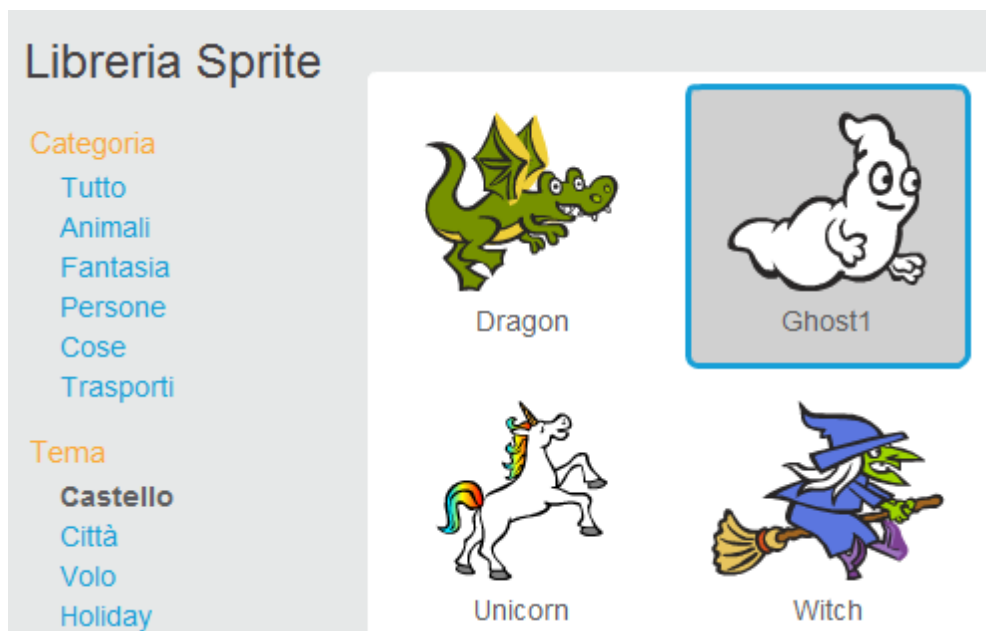 Libreria Sprite
Categoria
Tutto
Animali
Fantasia
Persone
Cose
Trasporti
Tema
Castello
Città
Volo
Holiday
Dragon
Ghost1
Unicorn
Witch